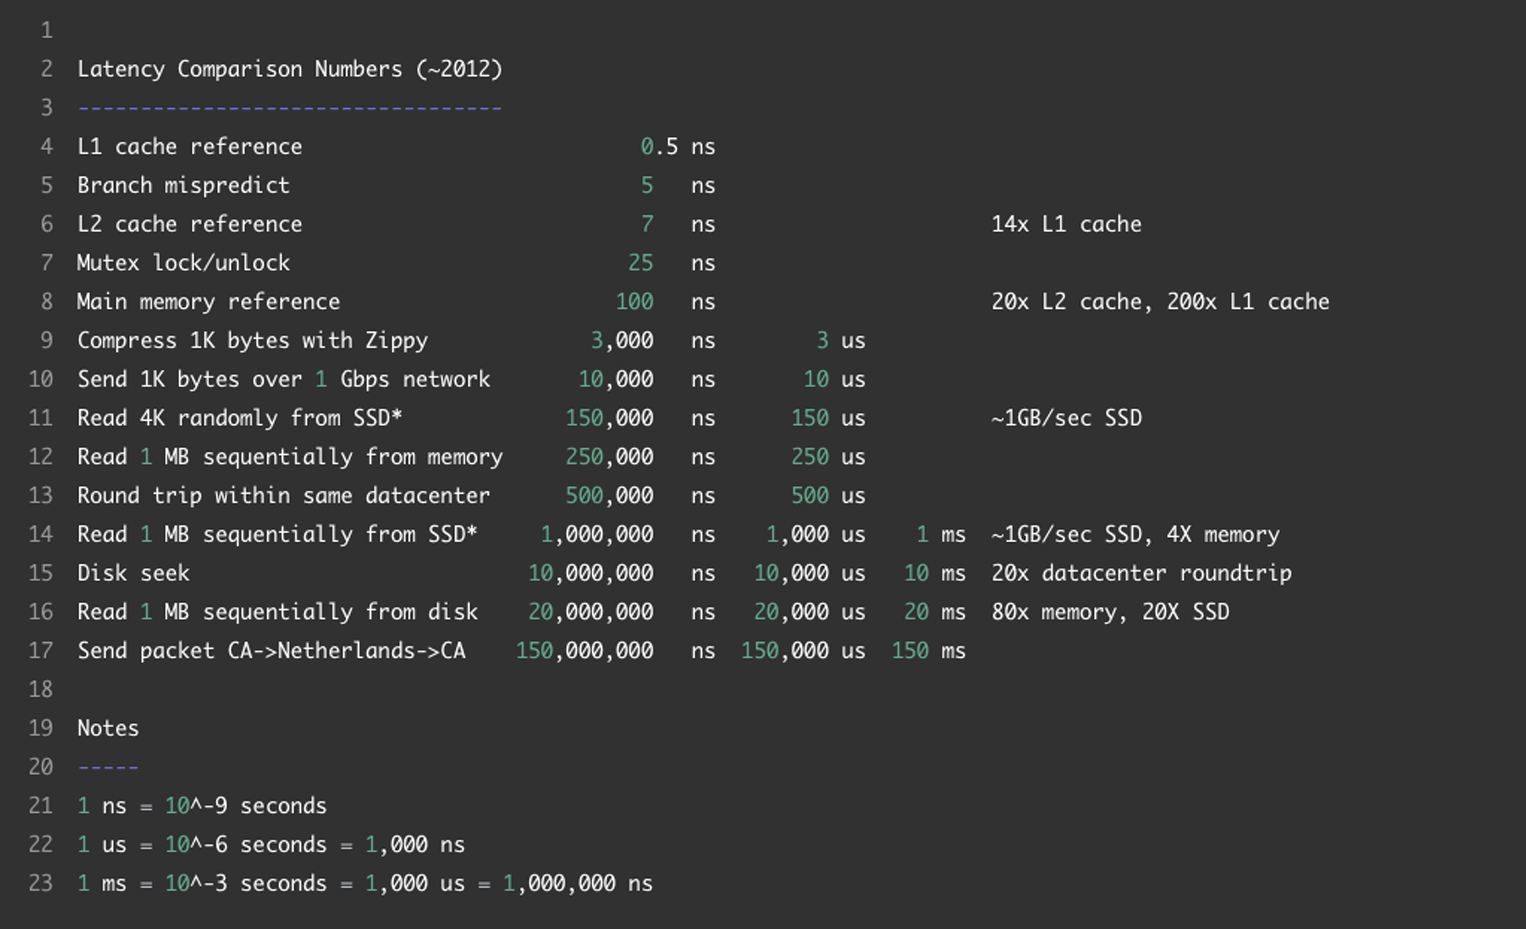 1
2 Latency Comparison Numbers (~2012)
3 ----------------------------------
4 L1 cache reference                           0.5 ns
5 Branch mispredict                            5   ns
6 L2 cache reference                           7   ns                      14x L1 cache
7 Mutex lock/unlock                           25   ns
8 Main memory reference                      100   ns                      20x L2 cache, 200x L1 cache
9 Compress 1K bytes with Zippy             3,000   ns        3 us
10 Send 1K bytes over 1 Gbps network       10,000   ns       10 us
11 Read 4K randomly from SSD*             150,000   ns      150 us          ~1GB/sec SSD
12 Read 1 MB sequentially from memory     250,000   ns      250 us
13 Round trip within same datacenter      500,000   ns      500 us
14 Read 1 MB sequentially from SSD*     1,000,000   ns    1,000 us    1 ms  ~1GB/sec SSD, 4X memory
15 Disk seek                           10,000,000   ns   10,000 us   10 ms  20x datacenter roundtrip
16 Read 1 MB sequentially from disk    20,000,000   ns   20,000 us   20 ms  80x memory, 20X SSD
17 Send packet CA->Netherlands->CA    150,000,000   ns  150,000 us  150 ms
18
19 Notes
20 -----
21 1 ns = 10^-9 seconds
22 1 us = 10^-6 seconds = 1,000 ns
23 1 ms = 10^-3 seconds = 1,000 us = 1,000,000 ns